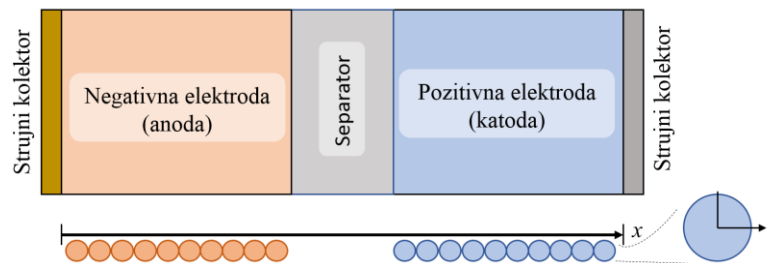 Strujni kolektor
Negativna elektroda
(anoda)
Separator
Pozitivna elektroda
(katoda)
Strujni kolektor
x